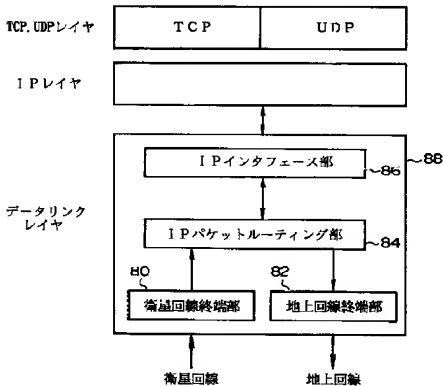 TCP,UDPレイヤ
TCP
UDP
IPレイヤ
データリンク
レイヤ
IPインタフェース部
86
88
IPパケットルーティング部
84
80
82
衛星回線終端部
地上回線終端部
衛星回線
地上回線